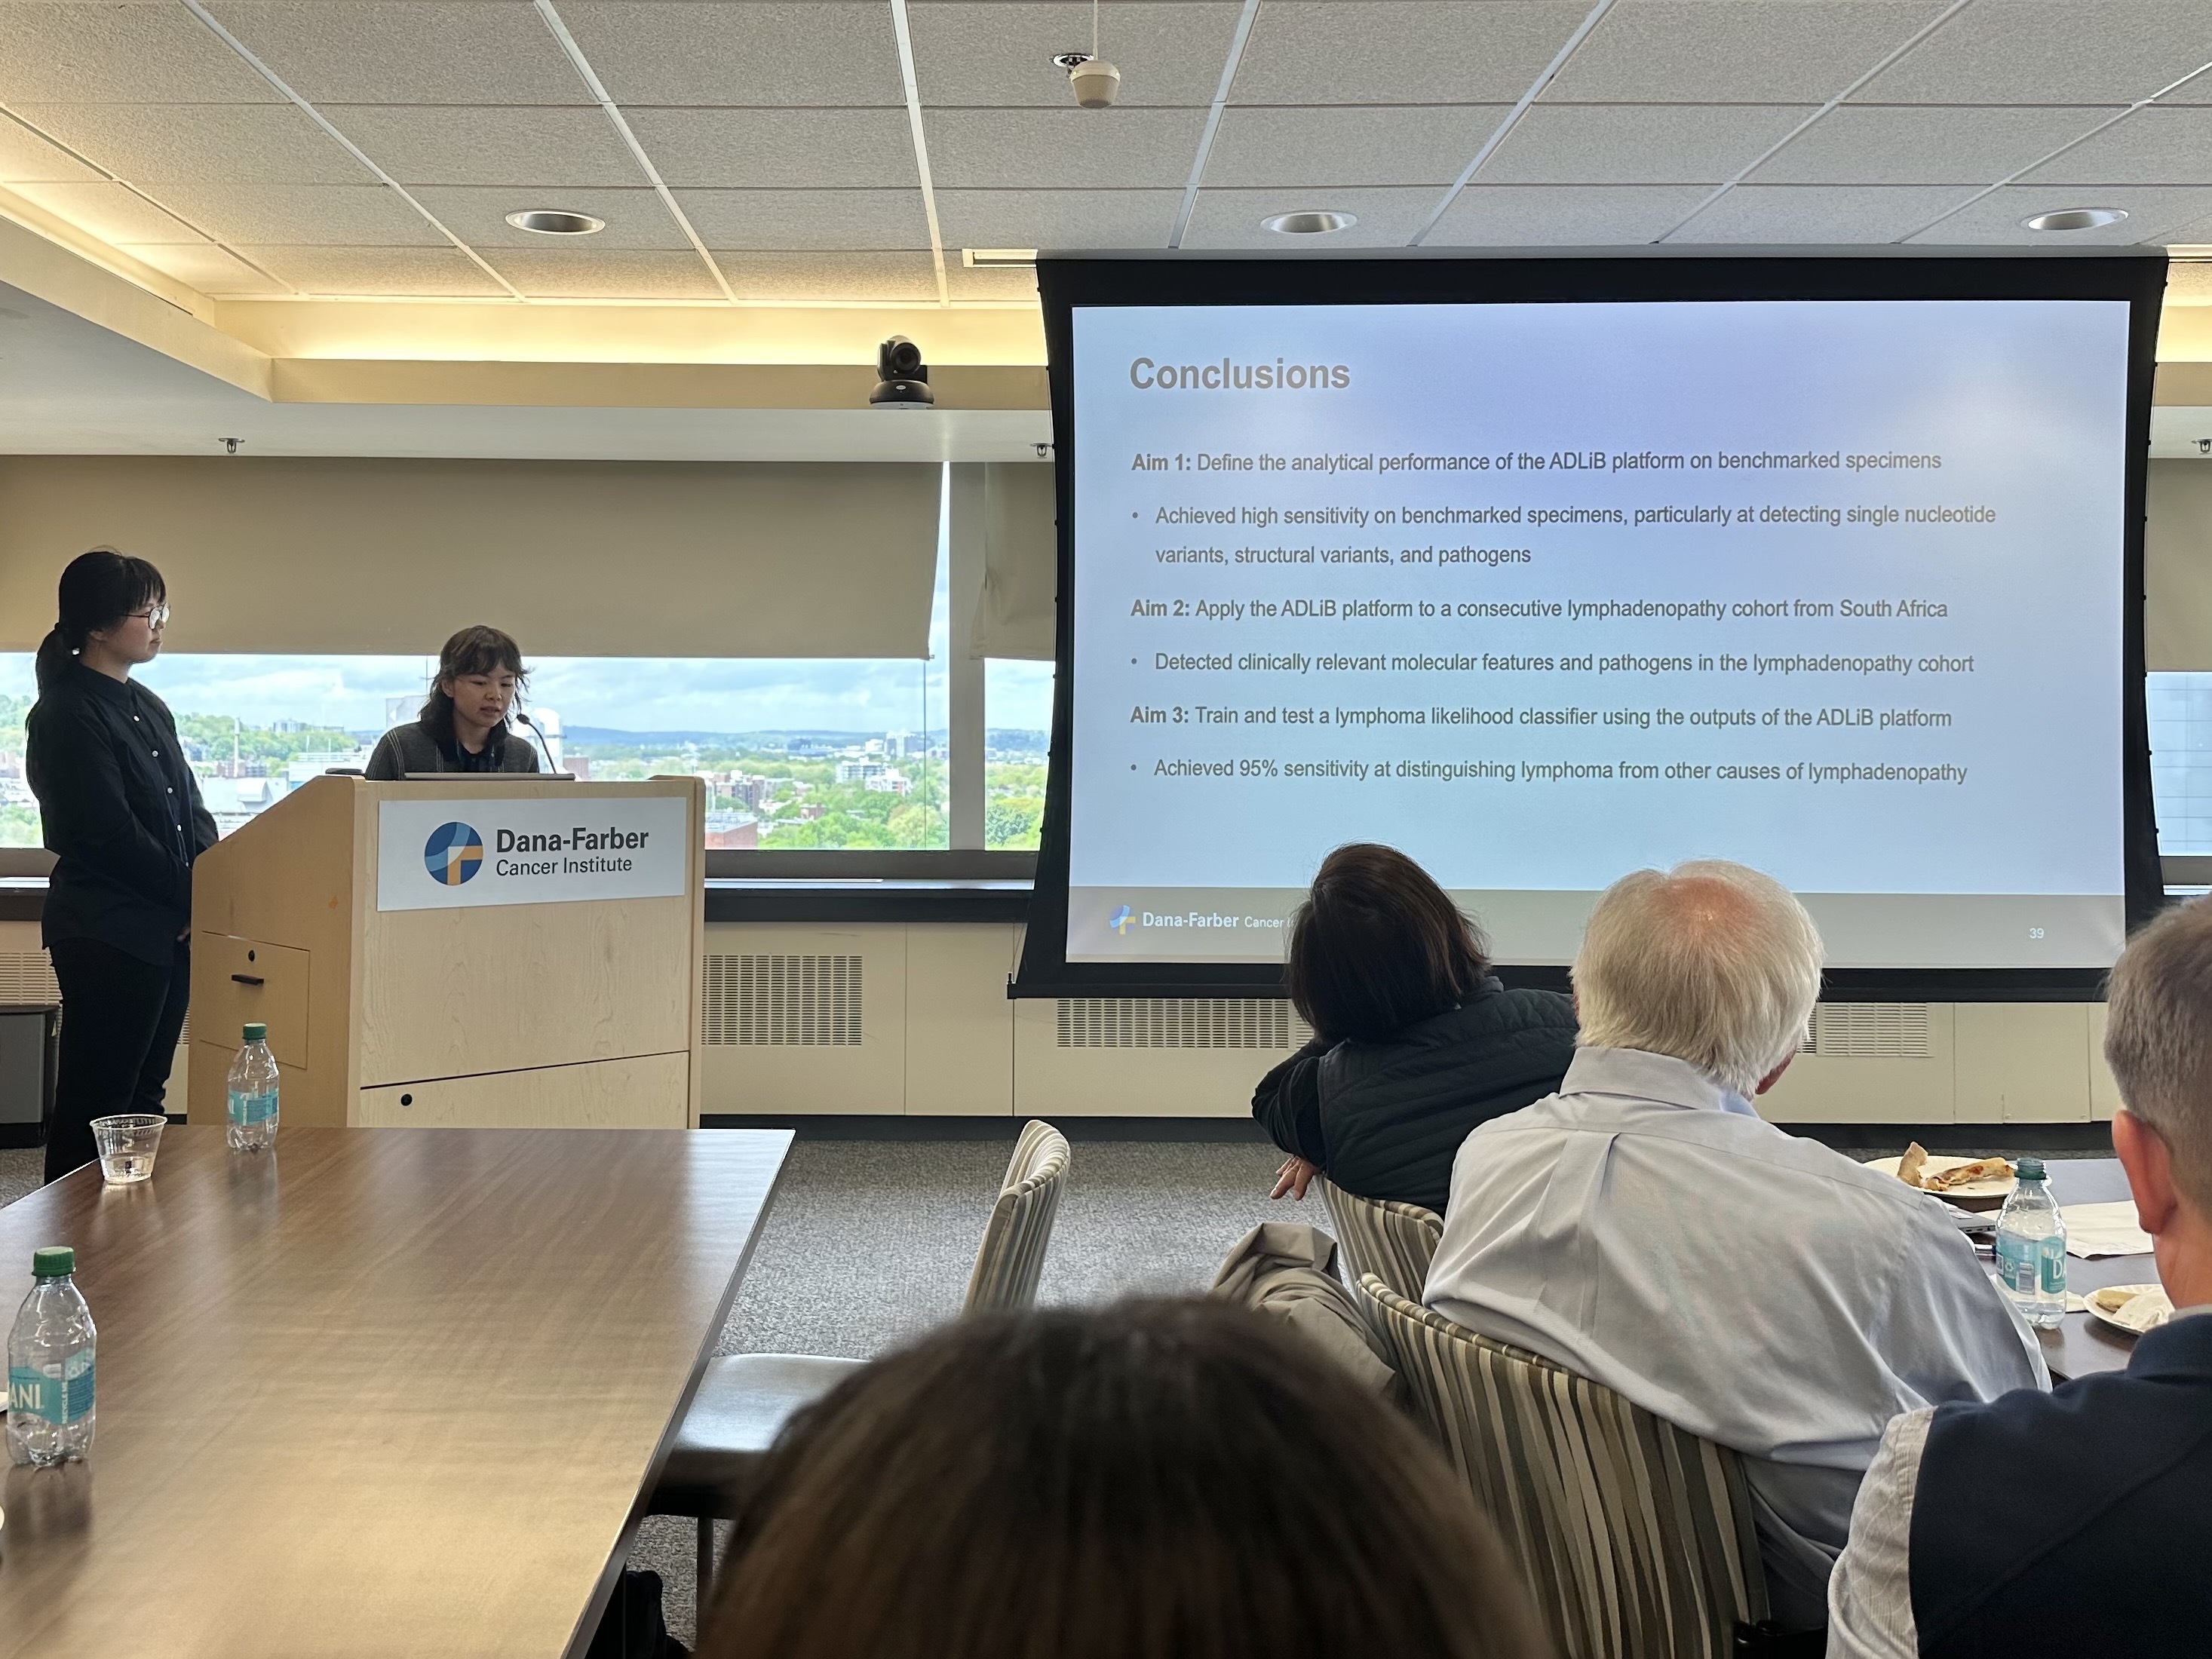 Conclusions
Aim 1: Define the analytical performance of the ADLiB platform on benchmarked specimens
• Achieved high sensitivity on benchmarked specimens, particularly at detecting single nucleotide
variants, structural variants, and pathogens
Aim 2: Apply the ADLiB platform to a consecutive lymphadenopathy cohort from South Africa
• Detected clinically relevant molecular features and pathogens in the lymphadenopathy cohort
Aim 3: Train and test a lymphoma likelihood classifier using the outputs of the ADLiB platform
• Achieved 95% sensitivity at distinguishing lymphoma from other causes of lymphadenopathy
Dana-Farber Cancer
39
Dana-Farber
Cancer Institute
ANI
RECYCLE ME
D